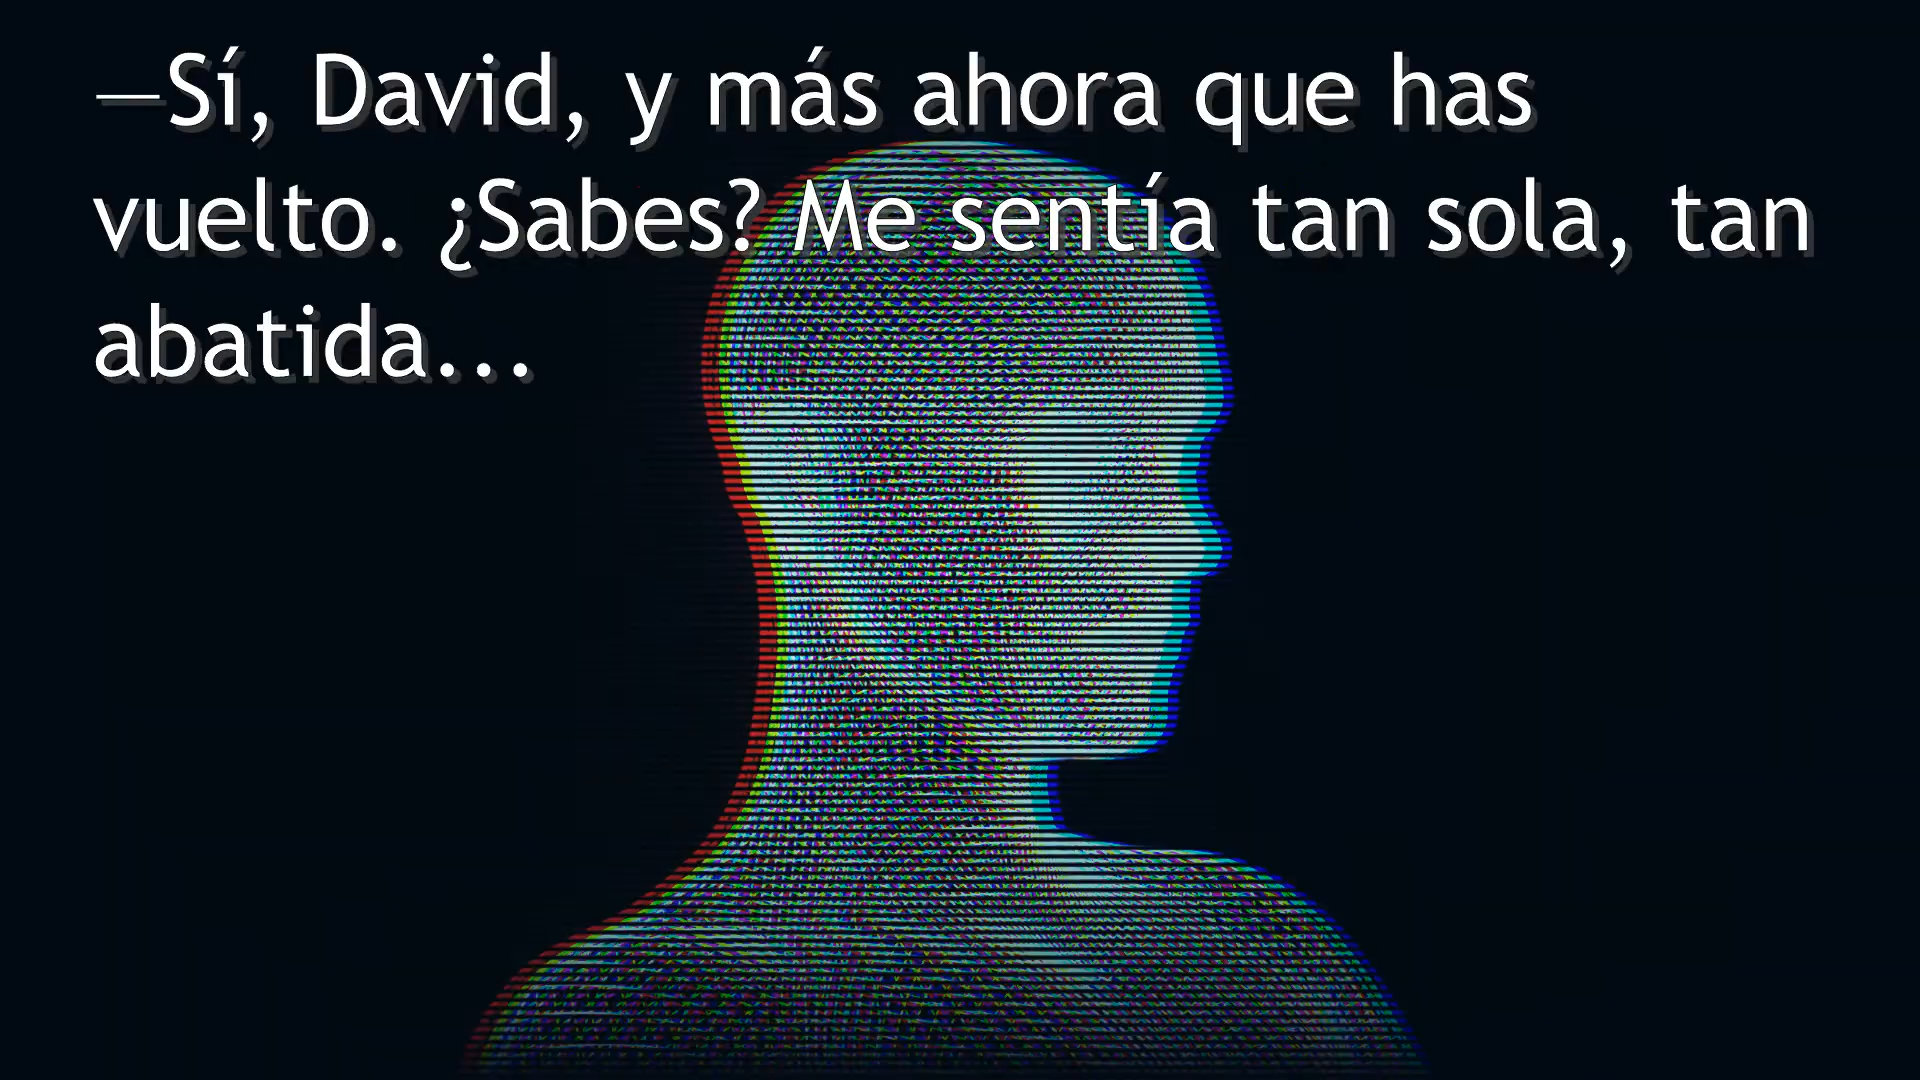 —Sí, David, y más ahora que has
vuelto. ¿Sabes? Me sentía tan sola, tan
abatida...